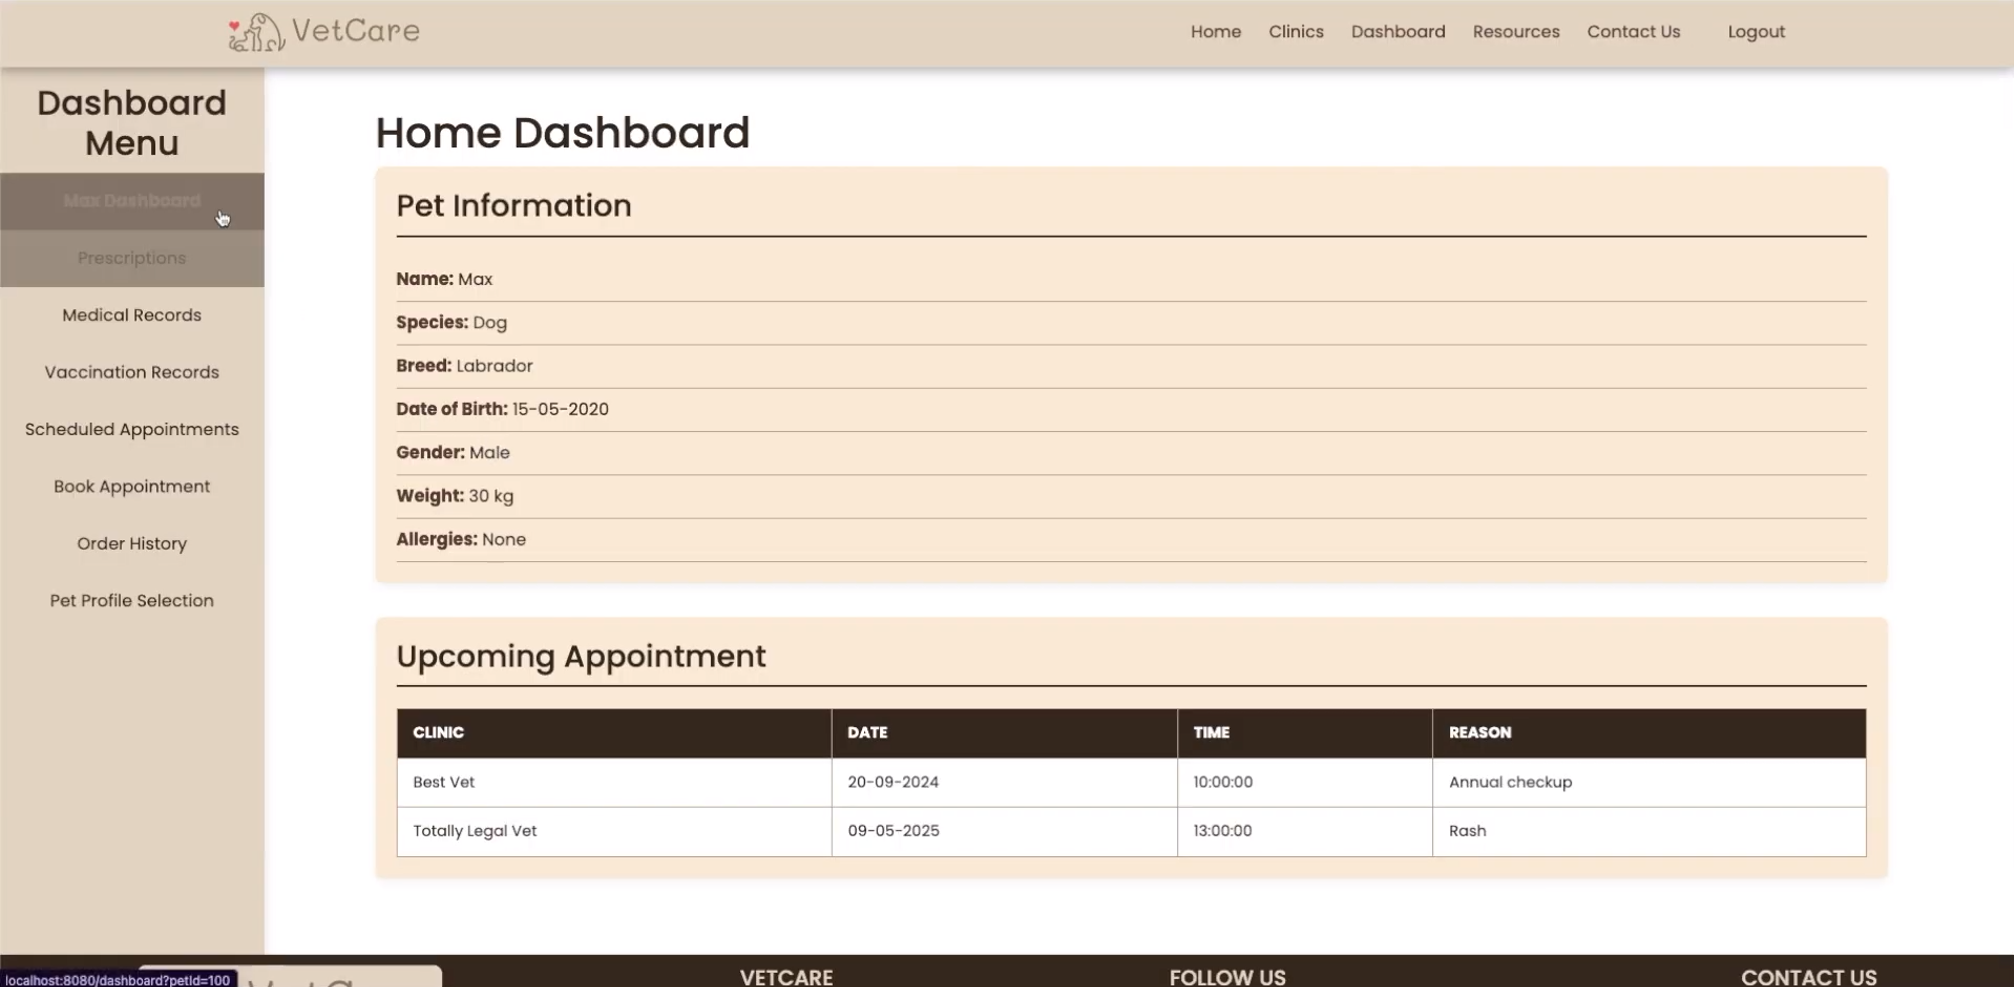 VetCare
Home Clinics Dashboard Resources Contact Us Logout
Dashboard
Menu
Max Dashboard
Prescriptions
Medical Records
Vaccination Records
Scheduled Appointments
Book Appointment
Order History
Pet Profile Selection
Home Dashboard
Pet Information
Name: Max
Species: Dog
Breed: Labrador
Date of Birth: 15-05-2020
Gender: Male
Weight: 30 kg
Allergies: None
Upcoming Appointment
CLINIC DATE TIME REASON
Best Vet 20-09-2024 10:00:00 Annual checkup
Totally Legal Vet 09-05-2025 13:00:00 Rash
VETCARE FOLLOW US CONTACT US
localhost:8080/dashboard?petId=100